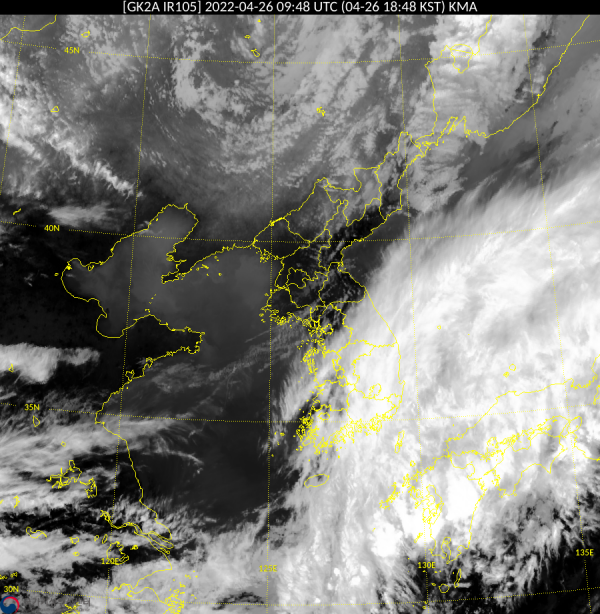 [GK2A IR105] 2022-04-26 09:48 UTC (04-26 18:48 KST) KMA
45N
40N
35N
135E
130E
125E
120E
30N